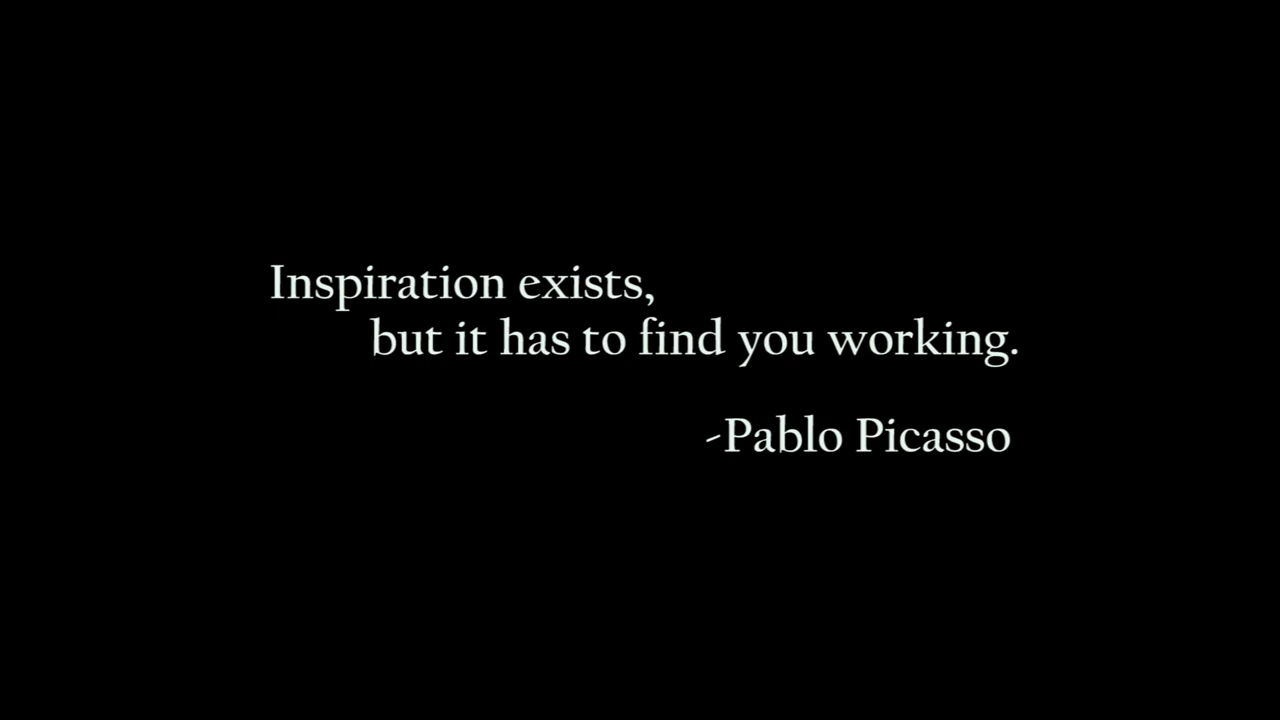 Inspiration exists,
but it has to find you working.
-Pablo Picasso